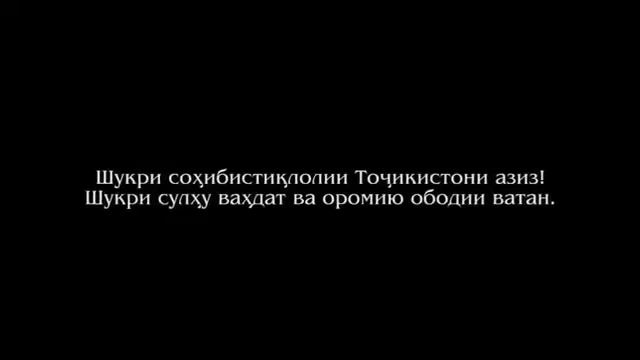 Шукри соҳибистиқлолии Тоҷикистони азиз!
Шукри сулҳу ваҳдат ва оромию ободии ватан.